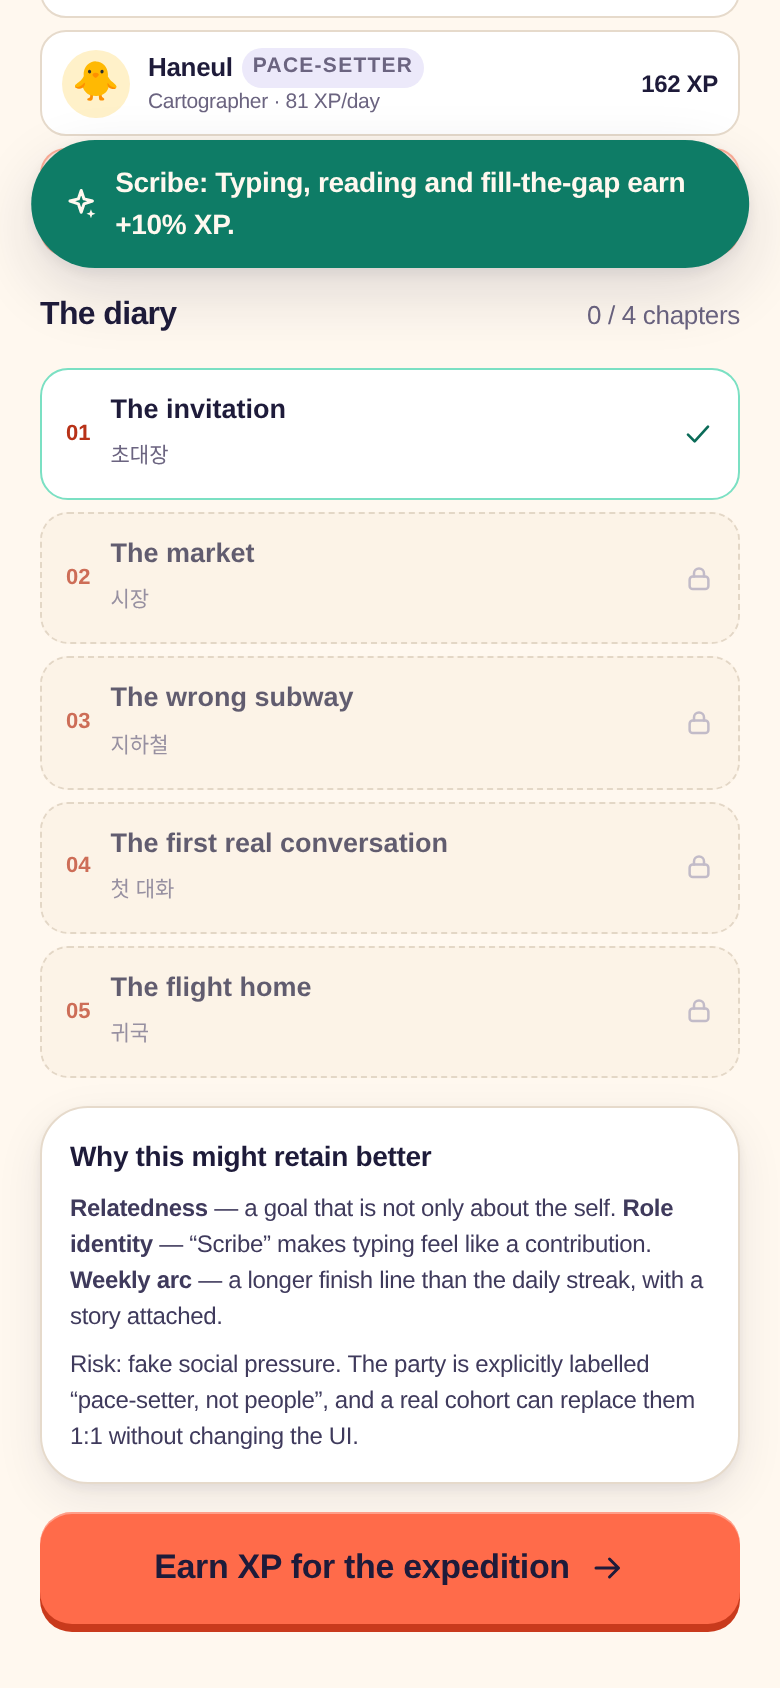 Haneul PACE-SETTER
Cartographer · 81 XP/day
162 XP
Scribe: Typing, reading and fill-the-gap earn
+10% XP.
The diary
0 / 4 chapters
01
The invitation
초대장
02
The market
시장
03
The wrong subway
지하철
04
The first real conversation
첫 대화
05
The flight home
귀국
Why this might retain better
Relatedness — a goal that is not only about the self. Role
identity — “Scribe” makes typing feel like a contribution.
Weekly arc — a longer finish line than the daily streak, with a
story attached.
Risk: fake social pressure. The party is explicitly labelled
“pace-setter, not people”, and a real cohort can replace them
1:1 without changing the UI.
Earn XP for the expedition